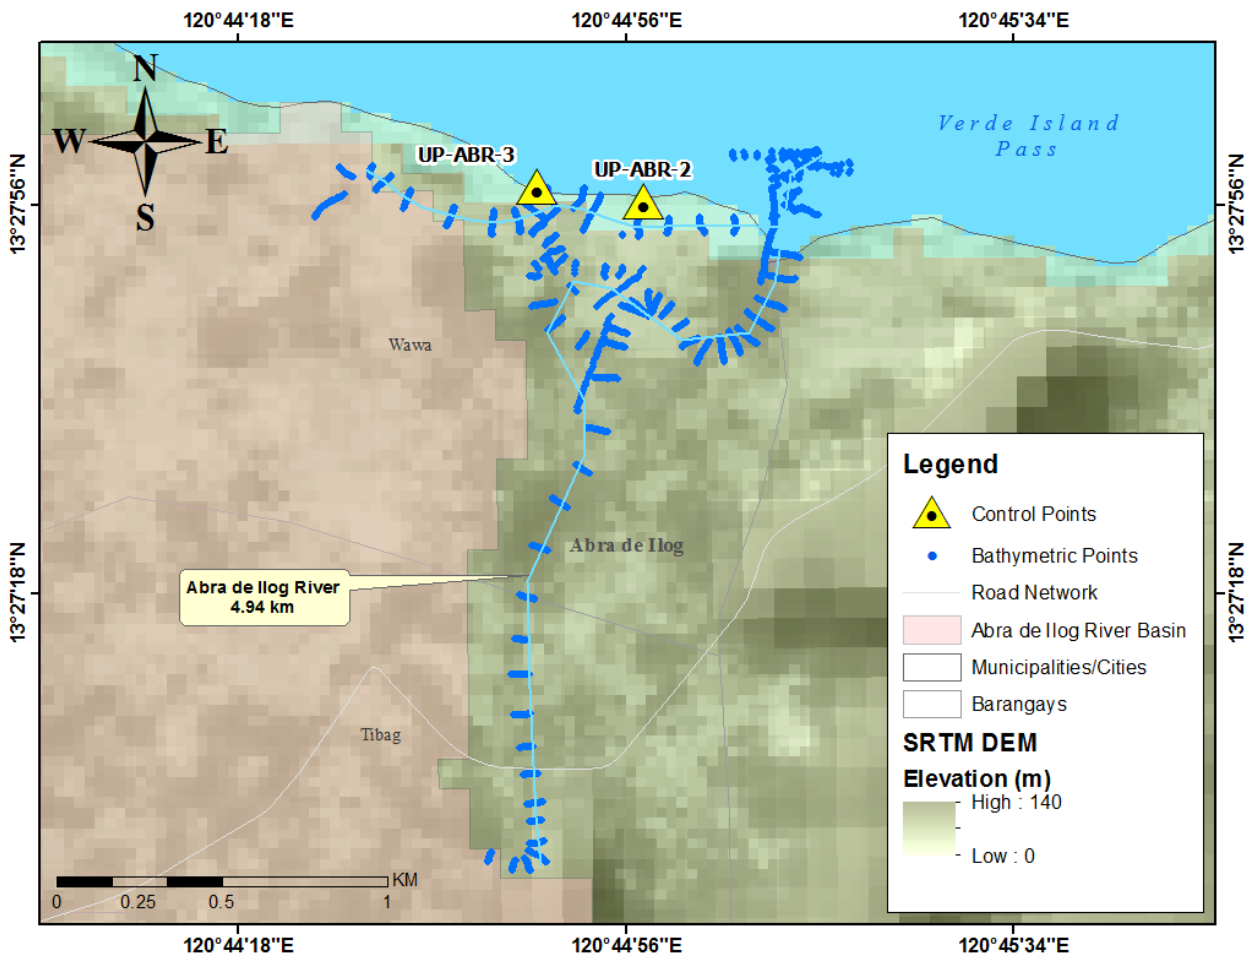 120°44'18"E
120°44'56"E
120°45'34"E
N
W
E
S
UP-ABR-3
UP-ABR-2
Verde Island
Pass
13°27'56"N
13°27'56"N
Wawa
Abra de Ilog
Abra de Ilog River
4.94 km
13°27'18"N
13°27'18"N
Tibag
Legend
Control Points
Bathymetric Points
Road Network
Abra de Ilog River Basin
Municipalities/Cities
Barangays
SRTM DEM
Elevation (m)
High : 140
Low : 0
KM
0
0.25
0.5
1
120°44'18"E
120°44'56"E
120°45'34"E